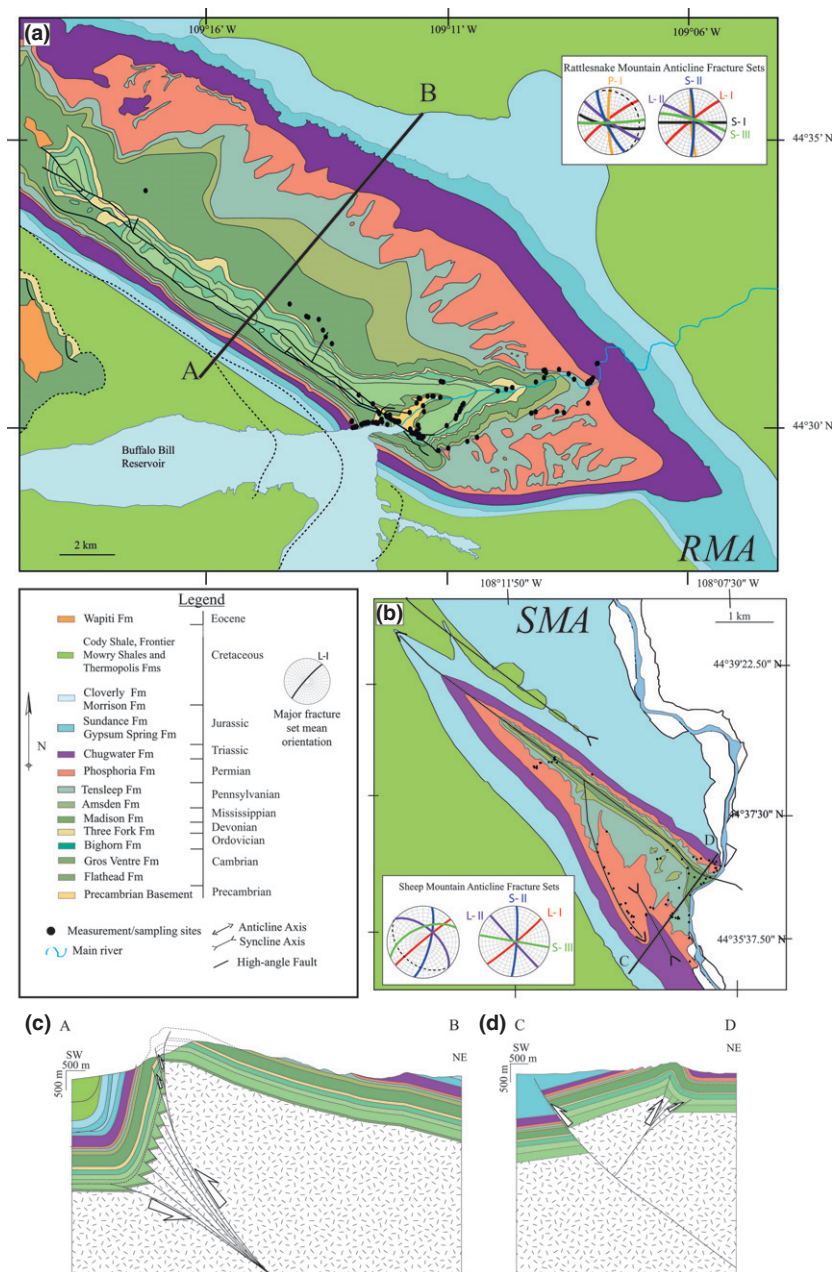 (a)
109°16' W
109°11' W
109°06' W
Rattlesnake Mountain Anticline Fracture Sets
P- I
S- II
L- II
L- I
S- I
S- III
B
44°35' N
A
44°30' N
Buffalo Bill
Reservoir
2 km
RMA
Legend
Wapiti Fm
Eocene
Cody Shale, Frontier
Mowry Shales and
Thermopolis Fms
Cretaceous
Cloverly Fm
Morrison Fm
Sundance Fm
Gypsum Spring Fm
Jurassic
Chugwater Fm
Triassic
Phosphoria Fm
Permian
Tensleep Fm
Pennsylvanian
Amsden Fm
Madison Fm
Mississippian
Three Fork Fm
Devonian
Bighorn Fm
Ordovician
Gros Ventre Fm
Cambrian
Flathead Fm
Precambrian Basement
Precambrian
N
L-I
Major fracture
set mean
orientation
Measurement/sampling sites
Main river
Anticline Axis
Syncline Axis
High-angle Fault
(b)
108°11'50" W
108°07'30" W
SMA
1 km
44°39'22.50" N
44°37'30" N
D
44°35'37.50" N
C
Sheep Mountain Anticline Fracture Sets
S- II
L- II
L- I
S- III
(c)
A
B
SW
500 m
500 m
NE
(d)
C
D
SW
500 m
500 m
NE